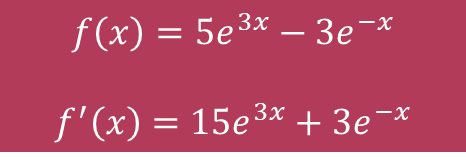 f(x) = 5e^{3x} − 3e^{−x}
f′(x) = 15e^{3x} + 3e^{−x}